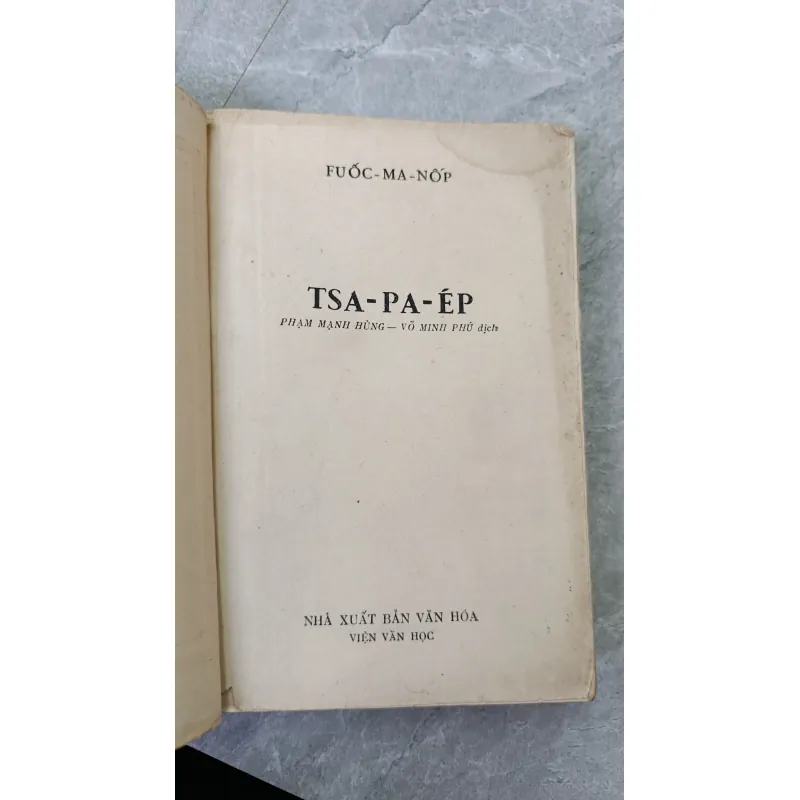 FUỐC-MA-NỐP
TSA-PA-ÉP
PHẠM MẠNH HÙNG — VÕ MINH PHÚ dịch
NHÀ XUẤT BẢN VĂN HÓA
VIỆN VĂN HỌC